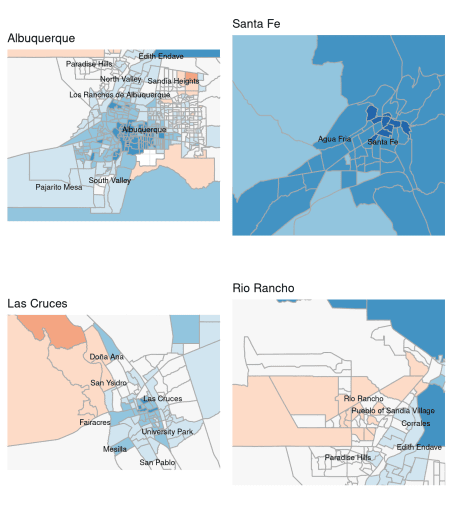 Albuquerque
Edith Endave
Paradise Hills
North Valley
Sandia Heights
Los Ranchos de Albuquerque
Albuquerque
South Valley
Pajarito Mesa
Santa Fe
Agua Fria
Santa Fe
Las Cruces
Doña Ana
San Ysidro
Las Cruces
Fairacres
University Park
Mesilla
San Pablo
Rio Rancho
Rio Rancho
Pueblo of Sandia Village
Corrales
Edith Endave
Paradise Hills